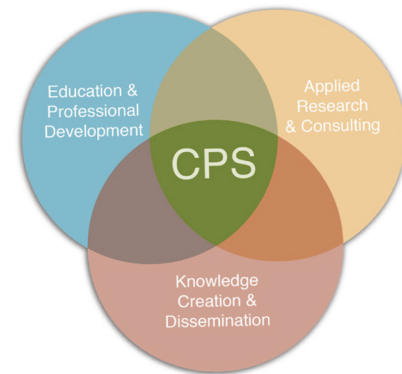 Education &
Professional
Development
Applied
Research
& Consulting
CPS
Knowledge
Creation &
Dissemination